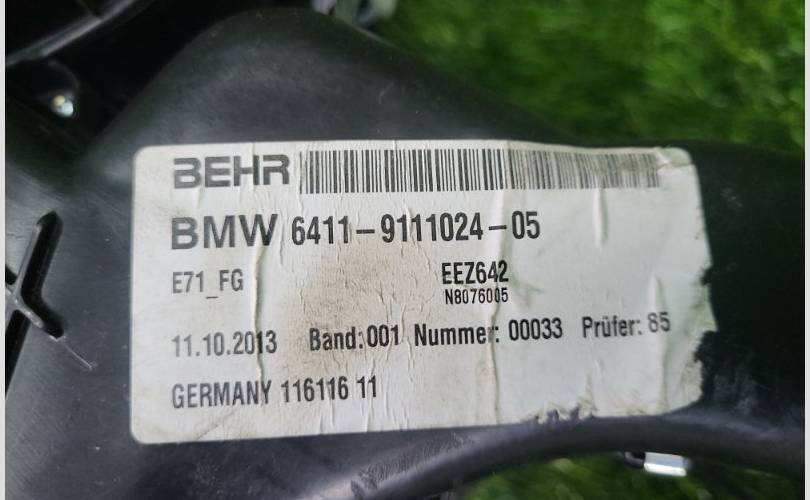 BEHR
BMW 6411-9111024-05
E71_FG EEZ642
N8076005
11.10.2013 Band:001 Nummer: 00033 Prüfer: 85
GERMANY 116116 11